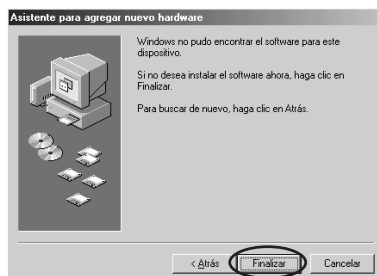 Asistente para agregar nuevo hardware
Windows no pudo encontrar el software para este
dispositivo.
Si no desea instalar el software ahora, haga clic en
Finalizar.
Para buscar de nuevo, haga clic en Atrás.
< Atrás
Finalizar
Cancelar